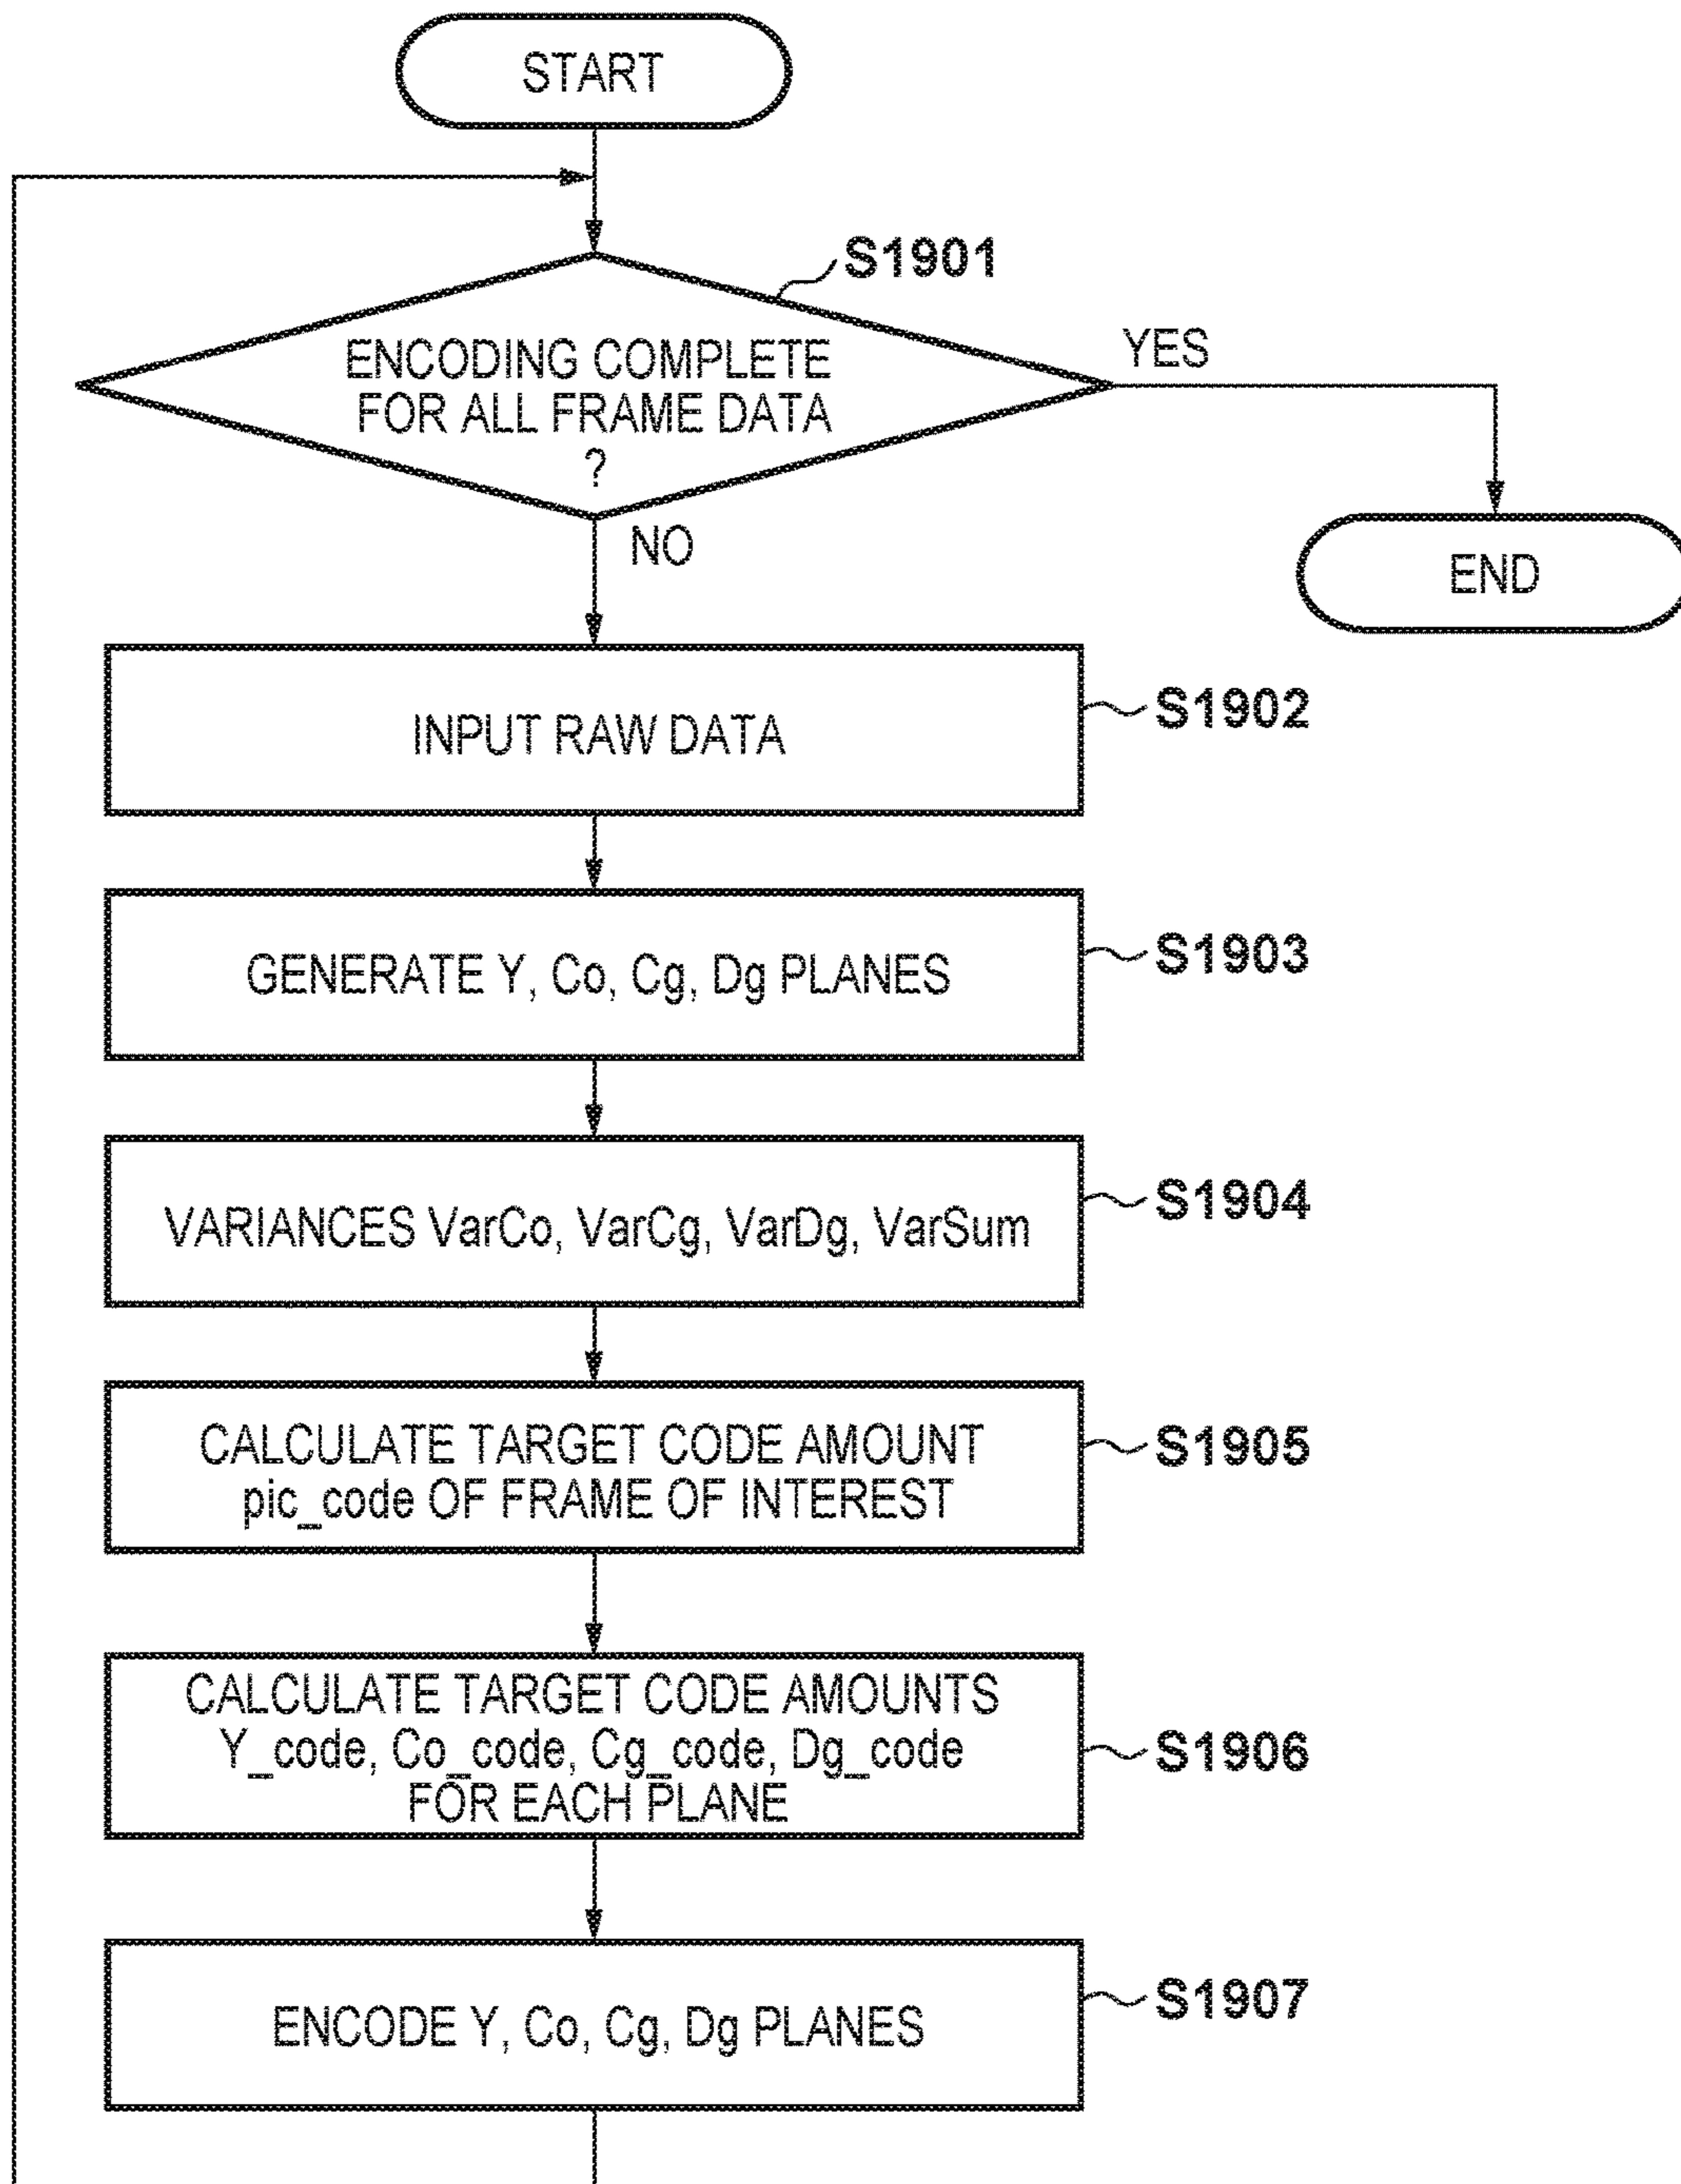 START
S1901
ENCODING COMPLETE
FOR ALL FRAME DATA
?
YES
NO
END
INPUT RAW DATA
S1902
GENERATE Y, Co, Cg, Dg PLANES
S1903
VARIANCES VarCo, VarCg, VarDg, VarSum
S1904
CALCULATE TARGET CODE AMOUNT
pic_code OF FRAME OF INTEREST
S1905
CALCULATE TARGET CODE AMOUNTS
Y_code, Co_code, Cg_code, Dg_code
FOR EACH PLANE
S1906
ENCODE Y, Co, Cg, Dg PLANES
S1907